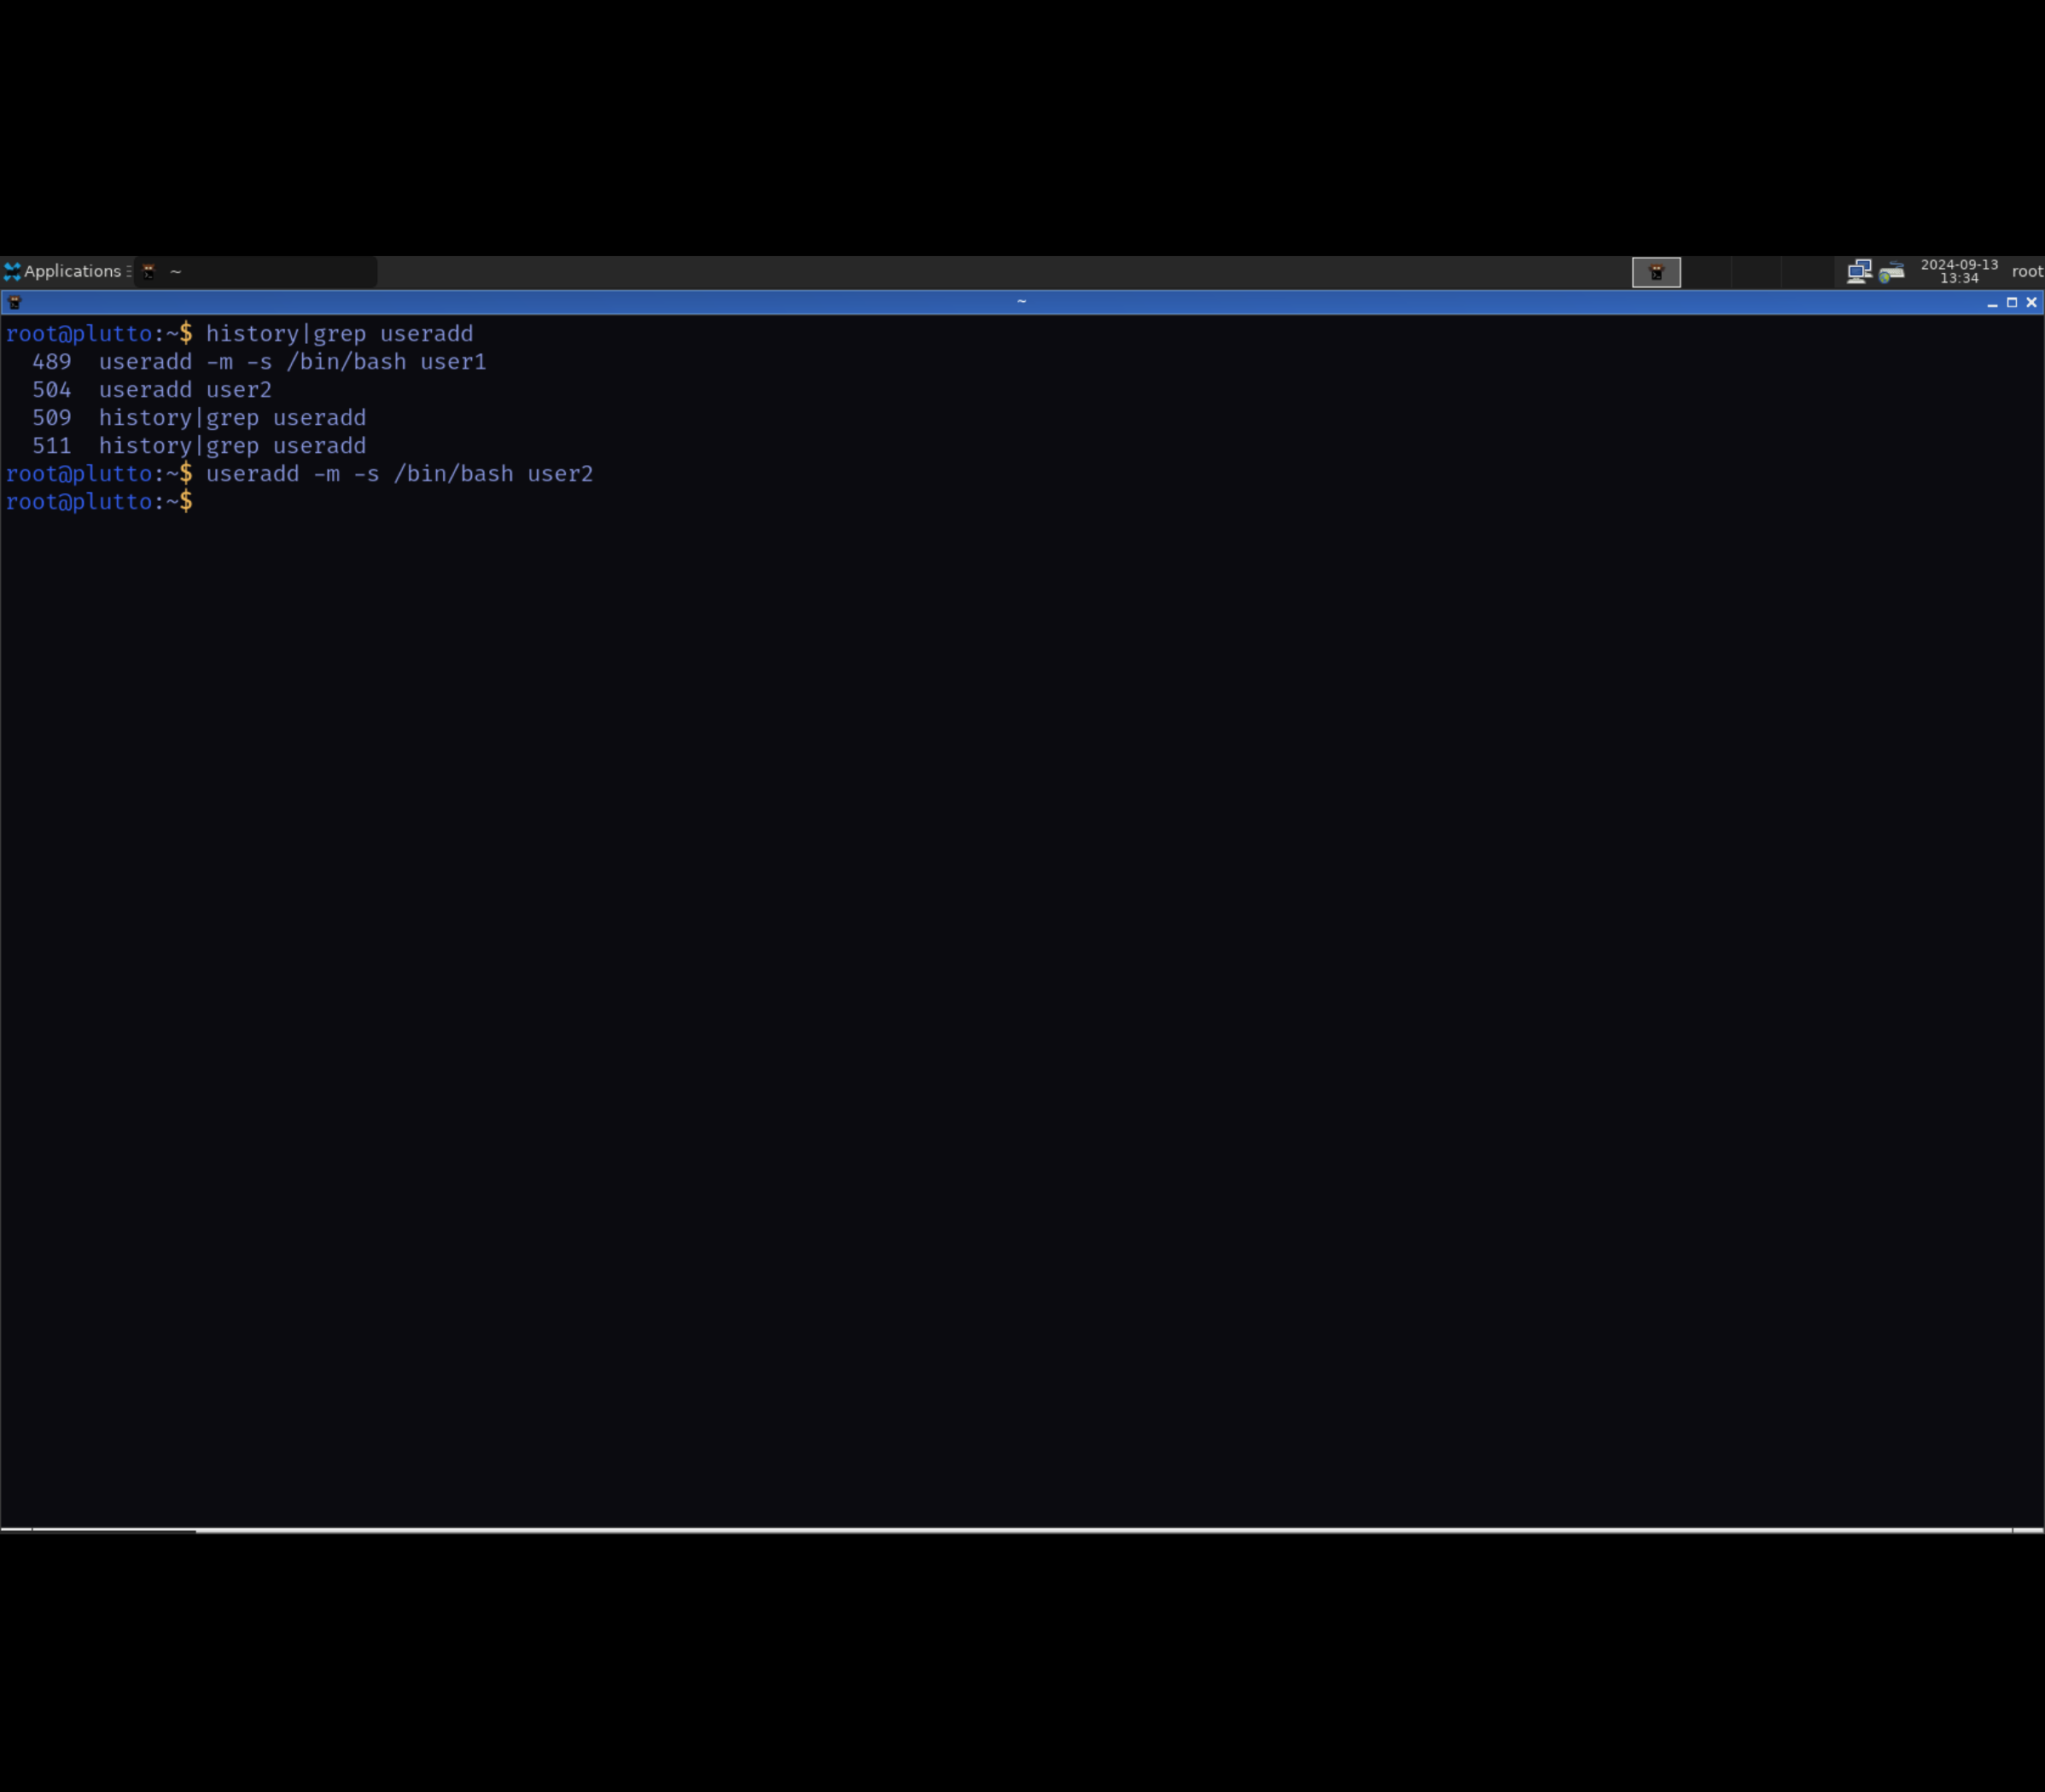 Applications ~ 2024-09-13 root
13:34
~
root@plutto:~$ history|grep useradd
  489  useradd -m -s /bin/bash user1
  504  useradd user2
  509  history|grep useradd
  511  history|grep useradd
root@plutto:~$ useradd -m -s /bin/bash user2
root@plutto:~$